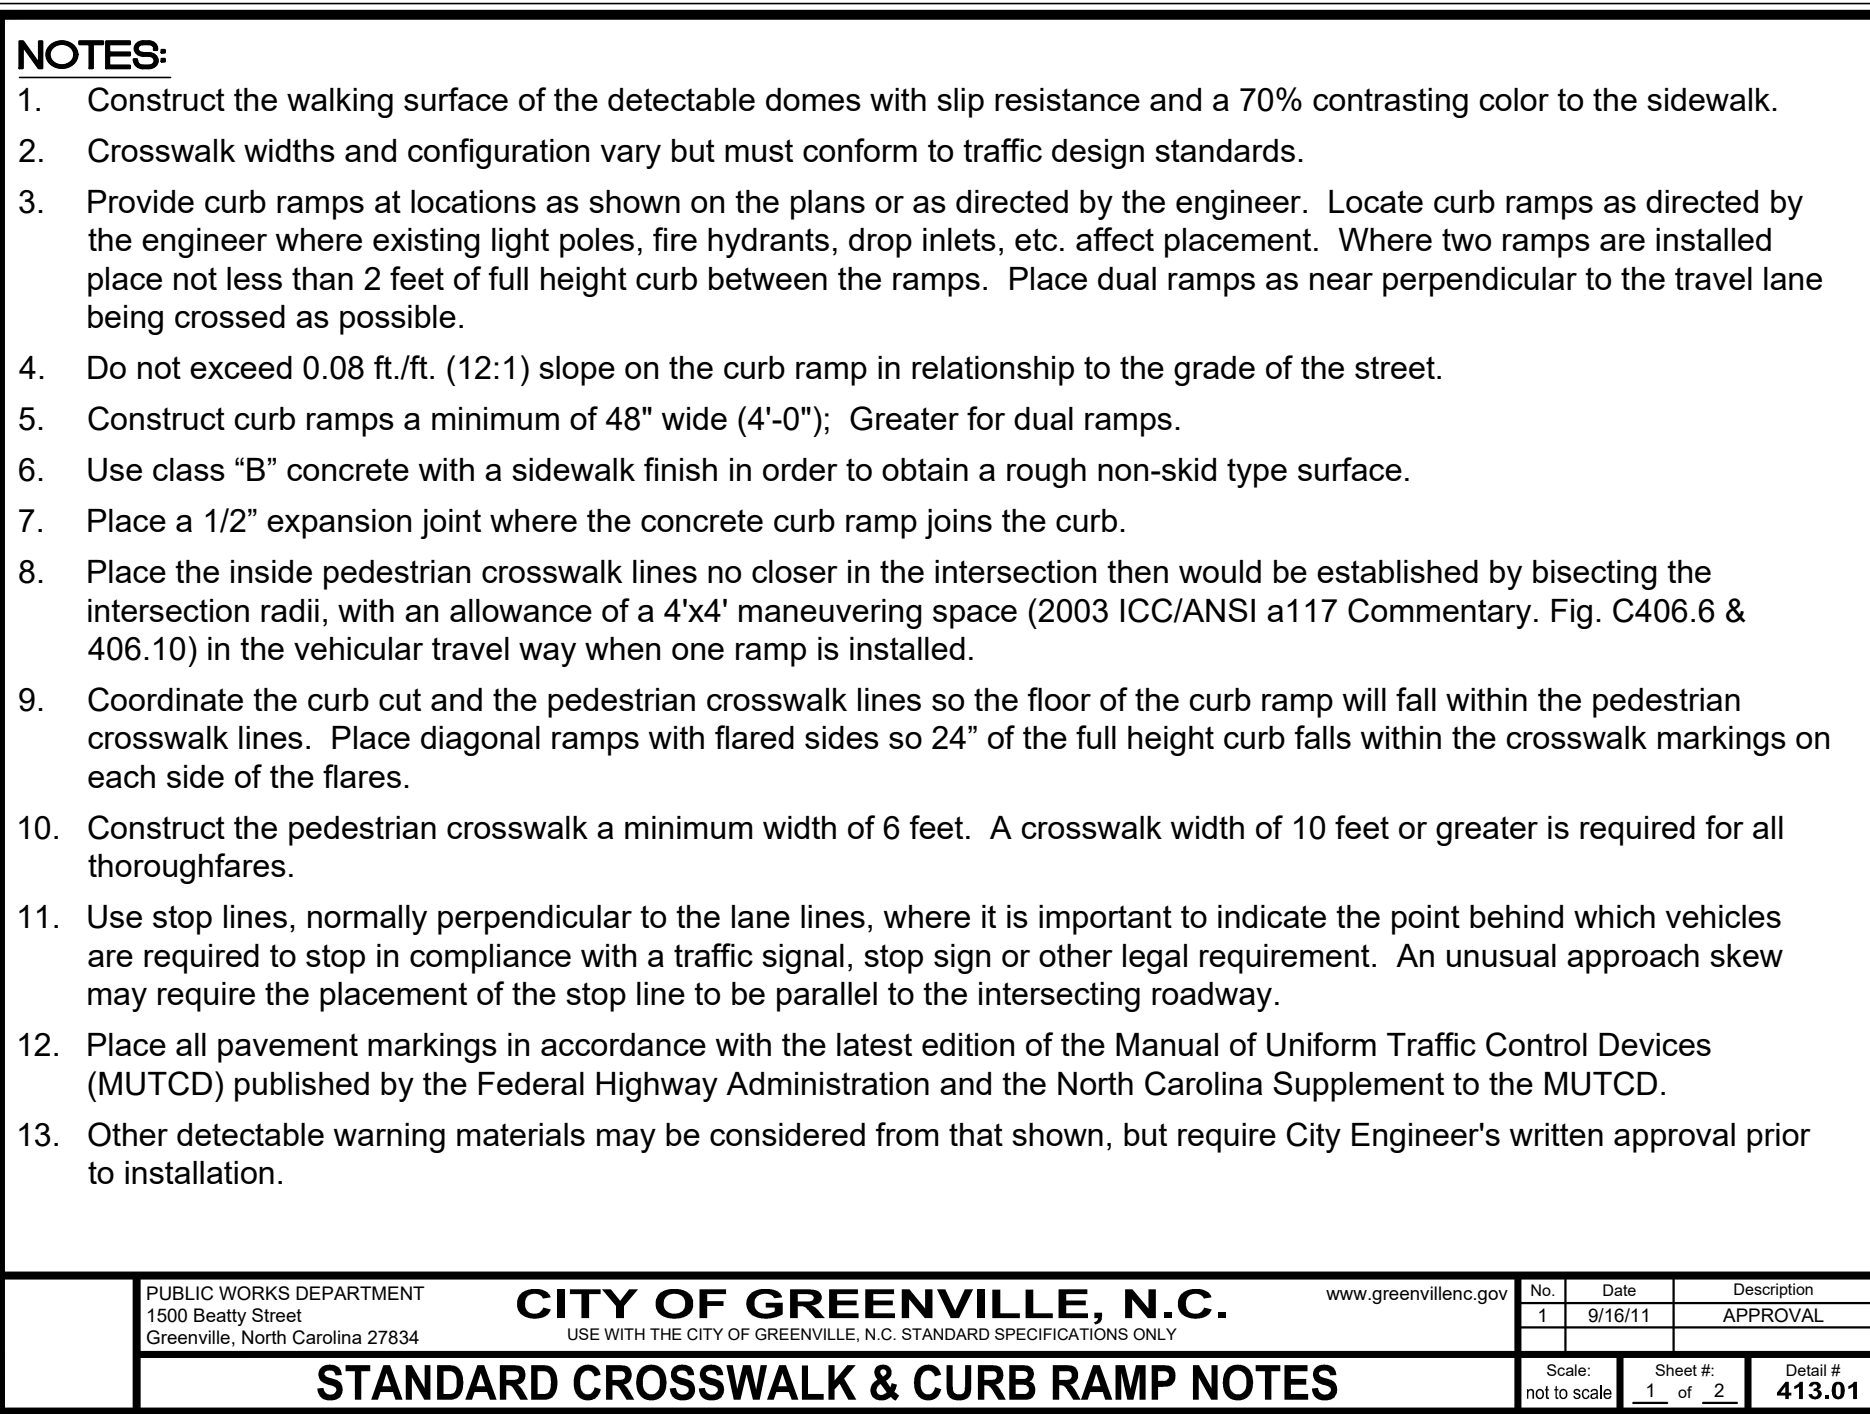 NOTES:
1. Construct the walking surface of the detectable domes with slip resistance and a 70% contrasting color to the sidewalk.
2. Crosswalk widths and configuration vary but must conform to traffic design standards.
3. Provide curb ramps at locations as shown on the plans or as directed by the engineer. Locate curb ramps as directed by
the engineer where existing light poles, fire hydrants, drop inlets, etc. affect placement. Where two ramps are installed
place not less than 2 feet of full height curb between the ramps. Place dual ramps as near perpendicular to the travel lane
being crossed as possible.
4. Do not exceed 0.08 ft./ft. (12:1) slope on the curb ramp in relationship to the grade of the street.
5. Construct curb ramps a minimum of 48" wide (4'-0"); Greater for dual ramps.
6. Use class “B” concrete with a sidewalk finish in order to obtain a rough non-skid type surface.
7. Place a 1/2” expansion joint where the concrete curb ramp joins the curb.
8. Place the inside pedestrian crosswalk lines no closer in the intersection then would be established by bisecting the
intersection radii, with an allowance of a 4'x4' maneuvering space (2003 ICC/ANSI a117 Commentary. Fig. C406.6 &
406.10) in the vehicular travel way when one ramp is installed.
9. Coordinate the curb cut and the pedestrian crosswalk lines so the floor of the curb ramp will fall within the pedestrian
crosswalk lines. Place diagonal ramps with flared sides so 24” of the full height curb falls within the crosswalk markings on
each side of the flares.
10. Construct the pedestrian crosswalk a minimum width of 6 feet. A crosswalk width of 10 feet or greater is required for all
thoroughfares.
11. Use stop lines, normally perpendicular to the lane lines, where it is important to indicate the point behind which vehicles
are required to stop in compliance with a traffic signal, stop sign or other legal requirement. An unusual approach skew
may require the placement of the stop line to be parallel to the intersecting roadway.
12. Place all pavement markings in accordance with the latest edition of the Manual of Uniform Traffic Control Devices
(MUTCD) published by the Federal Highway Administration and the North Carolina Supplement to the MUTCD.
13. Other detectable warning materials may be considered from that shown, but require City Engineer's written approval prior
to installation.
PUBLIC WORKS DEPARTMENT
1500 Beatty Street
Greenville, North Carolina 27834
CITY OF GREENVILLE, N.C.
USE WITH THE CITY OF GREENVILLE, N.C. STANDARD SPECIFICATIONS ONLY
www.greenvillenc.gov
No. Date Description
1 9/16/11 APPROVAL
STANDARD CROSSWALK & CURB RAMP NOTES
Scale: Sheet #: Detail #
not to scale 1 of 2 413.01